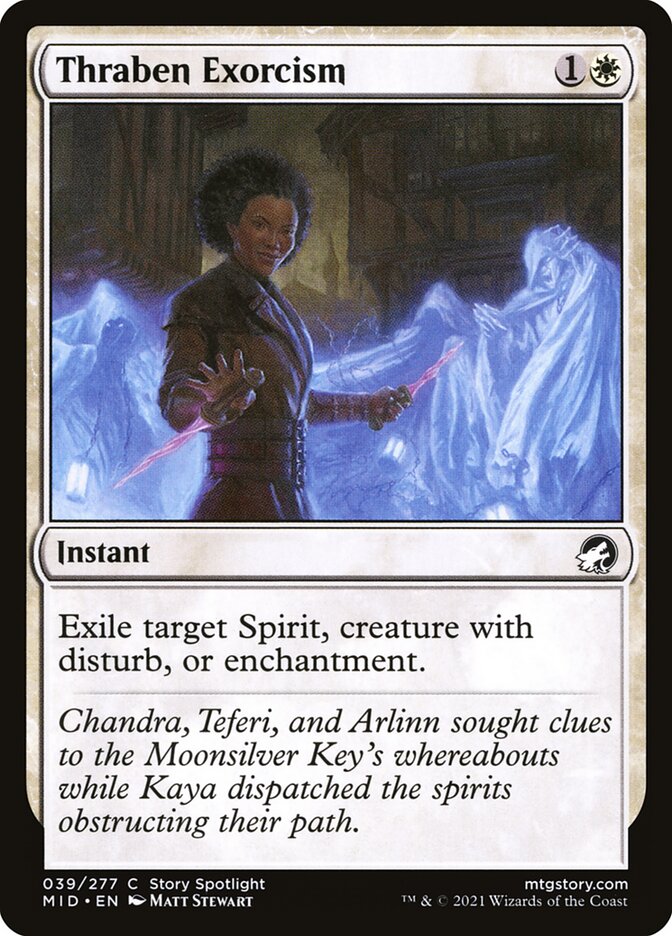 Thraben Exorcism 1
Instant
Exile target Spirit, creature with
disturb, or enchantment.
Chandra, Teferi, and Arlinn sought clues
to the Moonsilver Key's whereabouts
while Kaya dispatched the spirits
obstructing their path.
039/277 C Story Spotlight mtgstory.com
MID • EN Matt Stewart ™ & © 2021 Wizards of the Coast